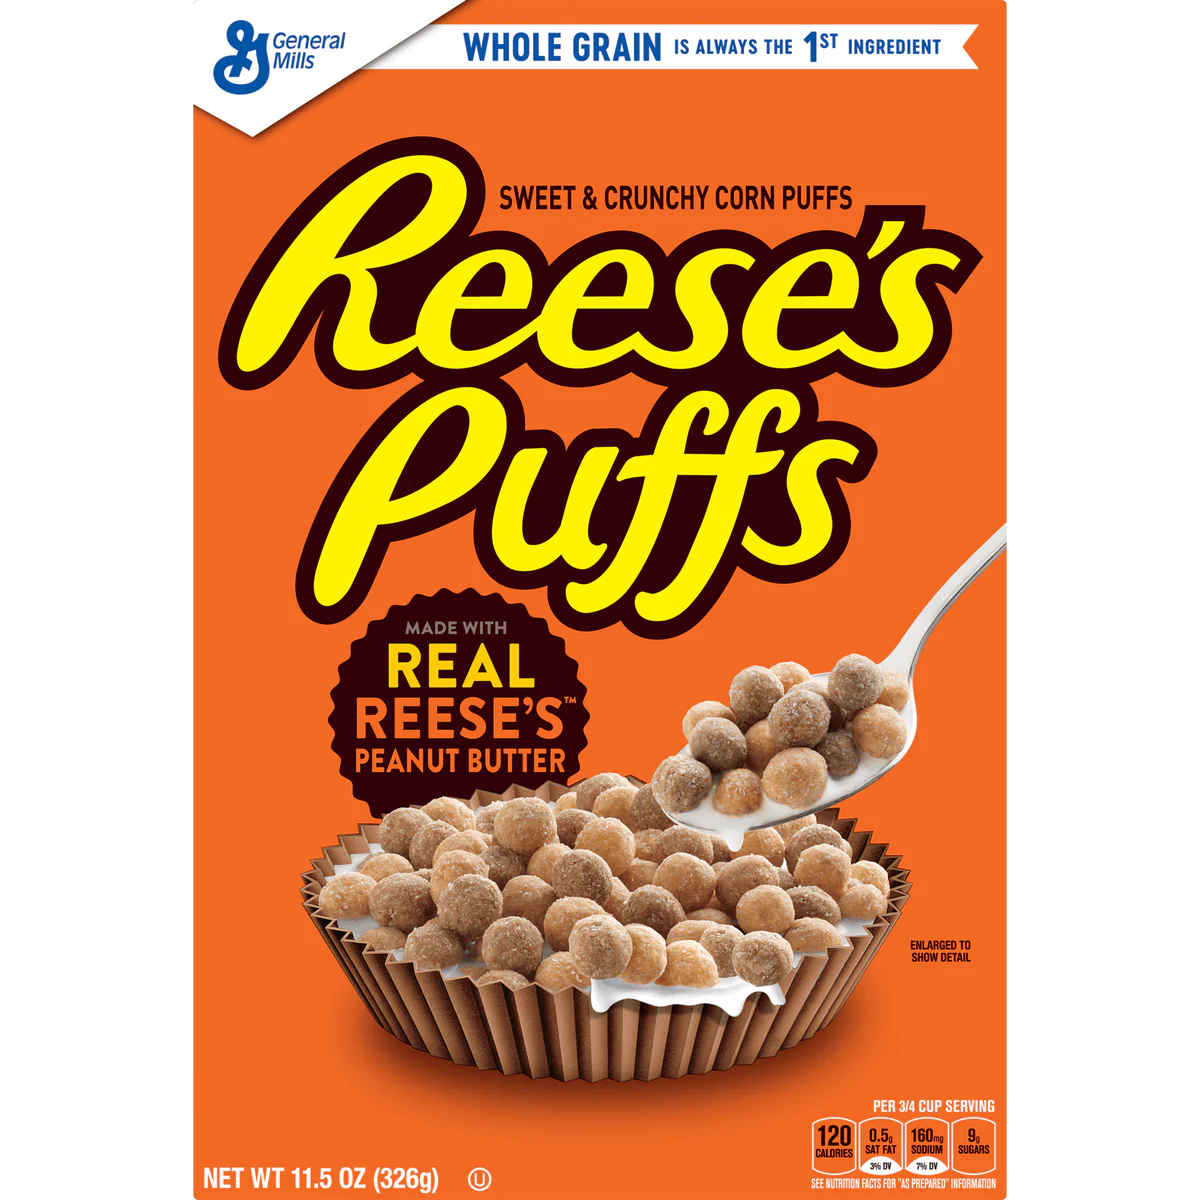 General
Mills
WHOLE GRAIN IS ALWAYS THE 1ST INGREDIENT
SWEET & CRUNCHY CORN PUFFS
Reese's
Puffs
MADE WITH
REAL
REESE'S™
PEANUT BUTTER
ENLARGED TO
SHOW DETAIL
PER 3/4 CUP SERVING
120 CALORIES
0.5g SAT FAT 3% DV
160mg SODIUM 7% DV
9g SUGARS
SEE NUTRITION FACTS FOR "AS PREPARED" INFORMATION
NET WT 11.5 OZ (326g) U